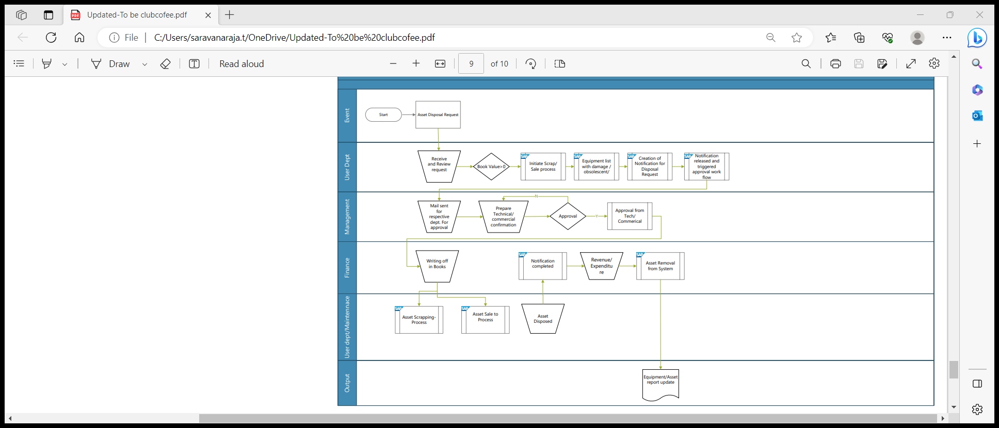 Updated-To be clubcofee.pdf
File
C:/Users/saravanaraja.t/OneDrive/Updated-To%20be%20clubcofee.pdf
Draw
Read aloud
9
of 10
Event
Start
Asset Disposal Request
User Dept
Receive
and Review
request
Book Value>0
SAP
Initiate Scrap/
Sale process
SAP
Equipment list
with damage /
obsolescent/
SAP
Creation of
Notification for
Disposal
Request
SAP
Notification
released and
triggered
approval work
flow
Management
Mail sent
for
respective
dept. For
approval
Prepare
Technical/
commercial
confirmation
N
Approval
Y
Approval from
Tech/
Commerical
Finance
Writing off
in Books
SAP
Notification
completed
Revenue/
Expenditu
re
SAP
Asset Removal
from System
User dept/Maintennace
SAP
Asset Scrapping-
Process
SAP
Asset Sale to
Process
Asset
Disposed
Output
Equipment/Asset
report update